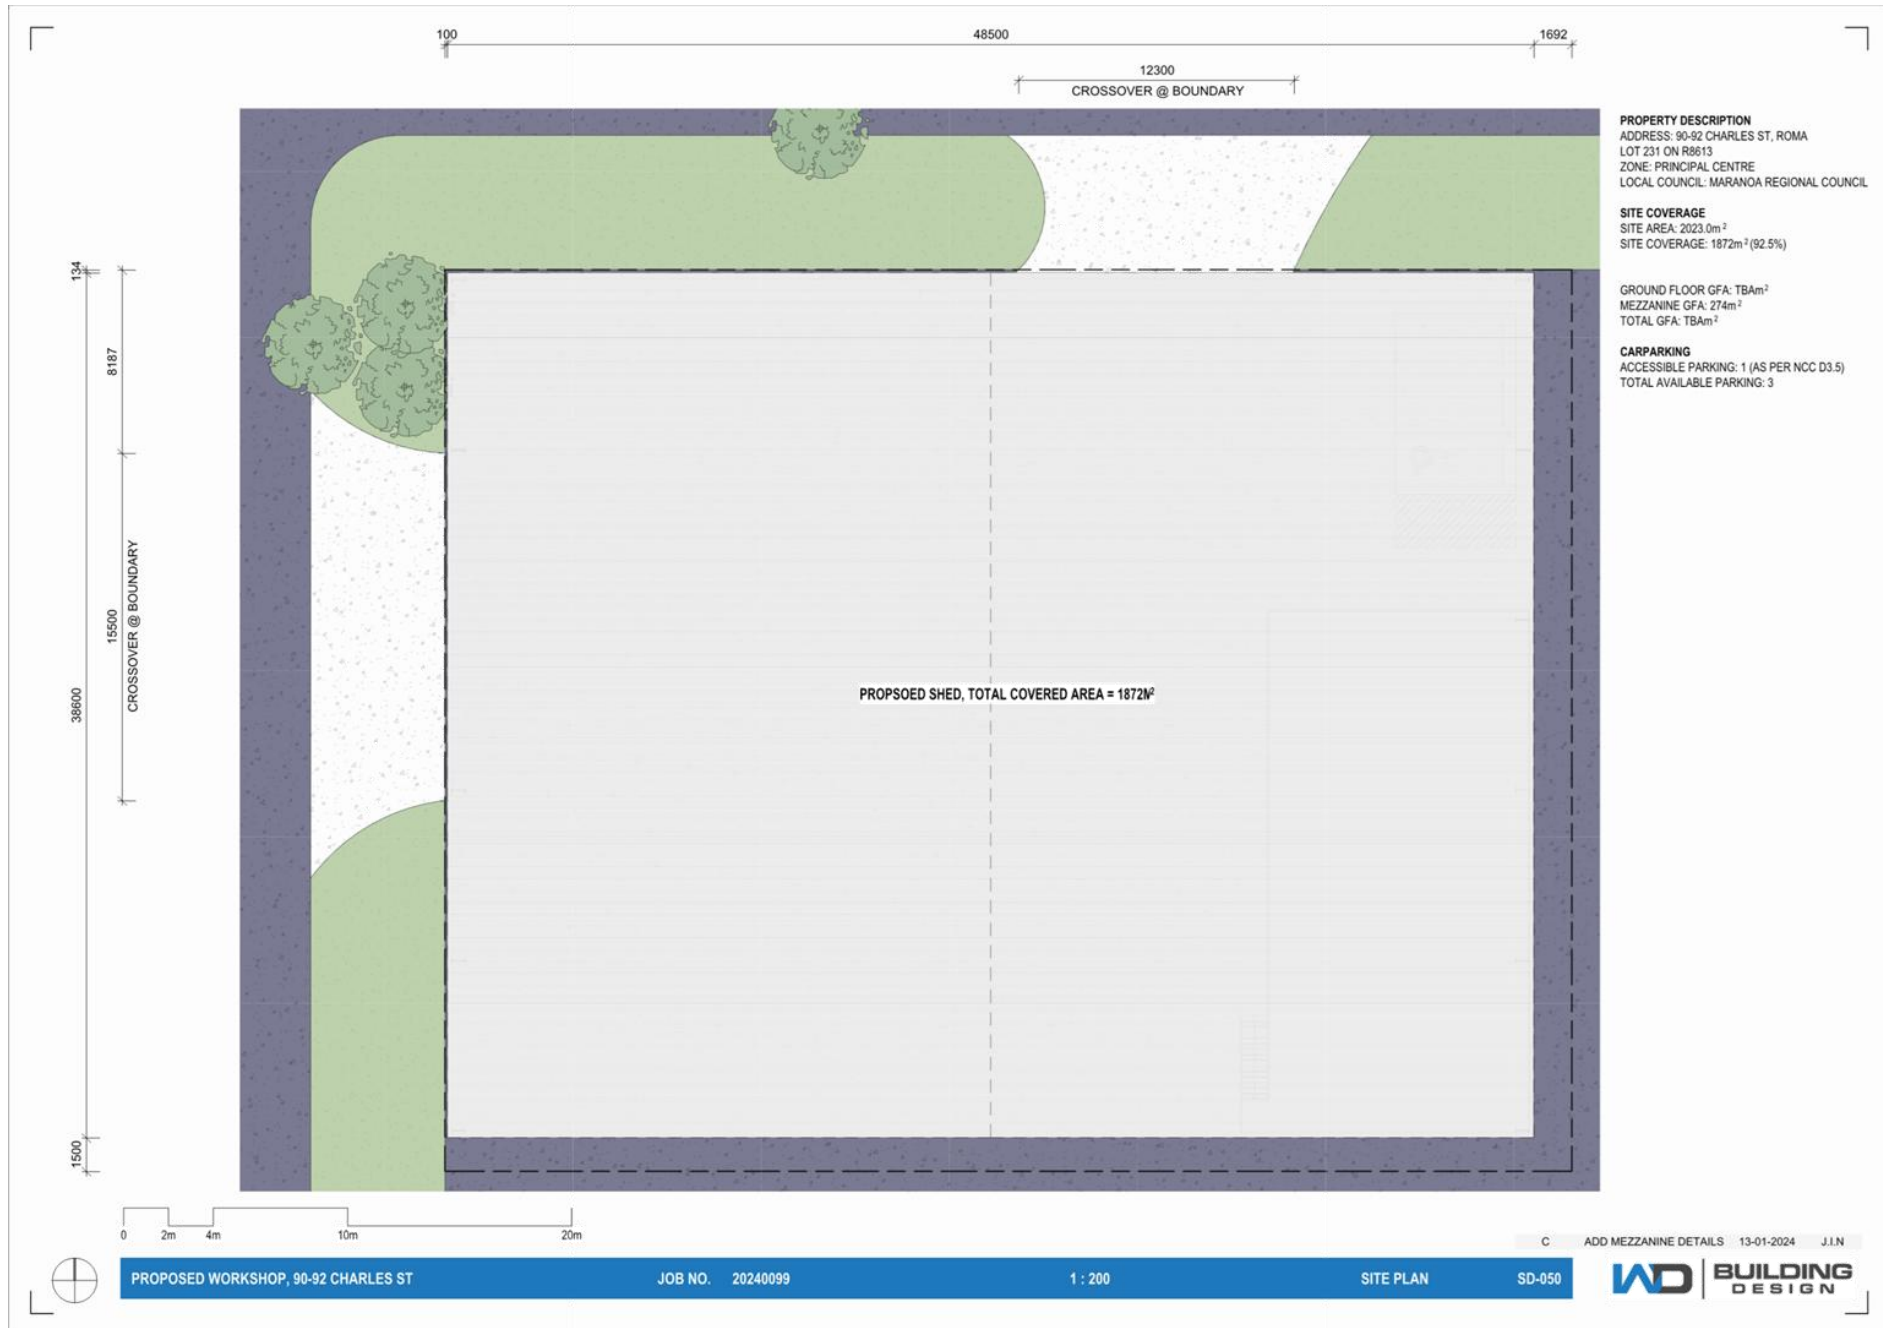 100 48500 1692
12300
CROSSOVER @ BOUNDARY
PROPERTY DESCRIPTION
ADDRESS: 90-92 CHARLES ST, ROMA
LOT 231 ON R8613
ZONE: PRINCIPAL CENTRE
LOCAL COUNCIL: MARANOA REGIONAL COUNCIL
SITE COVERAGE
SITE AREA: 2023.0m²
SITE COVERAGE: 1872m² (92.5%)
GROUND FLOOR GFA: TBAm²
MEZZANINE GFA: 274m²
TOTAL GFA: TBAm²
CARPARKING
ACCESSIBLE PARKING: 1 (AS PER NCC D3.5)
TOTAL AVAILABLE PARKING: 3
134
8187
15500
CROSSOVER @ BOUNDARY
38600
1500
PROPSOED SHED, TOTAL COVERED AREA = 1872M²
0 2m 4m 10m 20m
C ADD MEZZANINE DETAILS 13-01-2024 J.I.N
PROPOSED WORKSHOP, 90-92 CHARLES ST JOB NO. 20240099 1 : 200 SITE PLAN SD-050
WD BUILDING
DESIGN